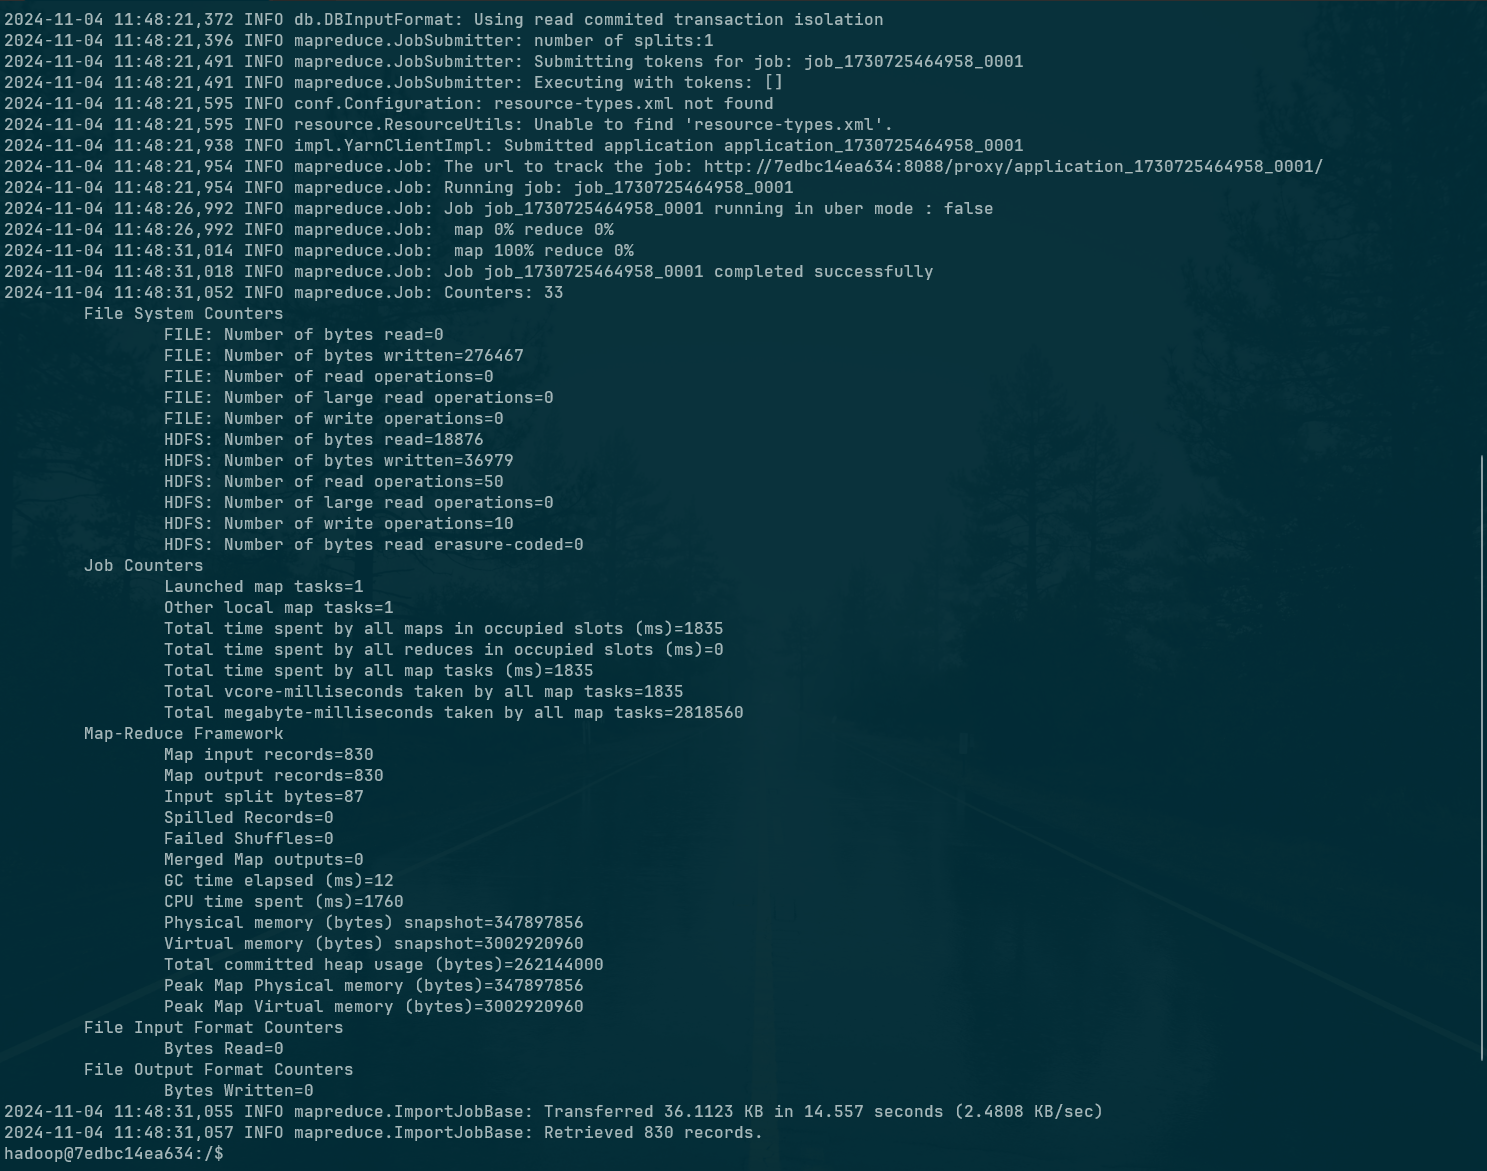 2024-11-04 11:48:21,372 INFO db.DBInputFormat: Using read commited transaction isolation
2024-11-04 11:48:21,396 INFO mapreduce.JobSubmitter: number of splits:1
2024-11-04 11:48:21,491 INFO mapreduce.JobSubmitter: Submitting tokens for job: job_1730725464958_0001
2024-11-04 11:48:21,491 INFO mapreduce.JobSubmitter: Executing with tokens: []
2024-11-04 11:48:21,595 INFO conf.Configuration: resource-types.xml not found
2024-11-04 11:48:21,595 INFO resource.ResourceUtils: Unable to find 'resource-types.xml'.
2024-11-04 11:48:21,938 INFO impl.YarnClientImpl: Submitted application application_1730725464958_0001
2024-11-04 11:48:21,954 INFO mapreduce.Job: The url to track the job: http://7edbc14ea634:8088/proxy/application_1730725464958_0001/
2024-11-04 11:48:21,954 INFO mapreduce.Job: Running job: job_1730725464958_0001
2024-11-04 11:48:26,992 INFO mapreduce.Job: Job job_1730725464958_0001 running in uber mode : false
2024-11-04 11:48:26,992 INFO mapreduce.Job:  map 0% reduce 0%
2024-11-04 11:48:31,014 INFO mapreduce.Job:  map 100% reduce 0%
2024-11-04 11:48:31,018 INFO mapreduce.Job: Job job_1730725464958_0001 completed successfully
2024-11-04 11:48:31,052 INFO mapreduce.Job: Counters: 33
File System Counters
FILE: Number of bytes read=0
FILE: Number of bytes written=276467
FILE: Number of read operations=0
FILE: Number of large read operations=0
FILE: Number of write operations=0
HDFS: Number of bytes read=18876
HDFS: Number of bytes written=36979
HDFS: Number of read operations=50
HDFS: Number of large read operations=0
HDFS: Number of write operations=10
HDFS: Number of bytes read erasure-coded=0
Job Counters
Launched map tasks=1
Other local map tasks=1
Total time spent by all maps in occupied slots (ms)=1835
Total time spent by all reduces in occupied slots (ms)=0
Total time spent by all map tasks (ms)=1835
Total vcore-milliseconds taken by all map tasks=1835
Total megabyte-milliseconds taken by all map tasks=2818560
Map-Reduce Framework
Map input records=830
Map output records=830
Input split bytes=87
Spilled Records=0
Failed Shuffles=0
Merged Map outputs=0
GC time elapsed (ms)=12
CPU time spent (ms)=1760
Physical memory (bytes) snapshot=347897856
Virtual memory (bytes) snapshot=3002920960
Total committed heap usage (bytes)=262144000
Peak Map Physical memory (bytes)=347897856
Peak Map Virtual memory (bytes)=3002920960
File Input Format Counters
Bytes Read=0
File Output Format Counters
Bytes Written=0
2024-11-04 11:48:31,055 INFO mapreduce.ImportJobBase: Transferred 36.1123 KB in 14.557 seconds (2.4808 KB/sec)
2024-11-04 11:48:31,057 INFO mapreduce.ImportJobBase: Retrieved 830 records.
hadoop@7edbc14ea634:/$